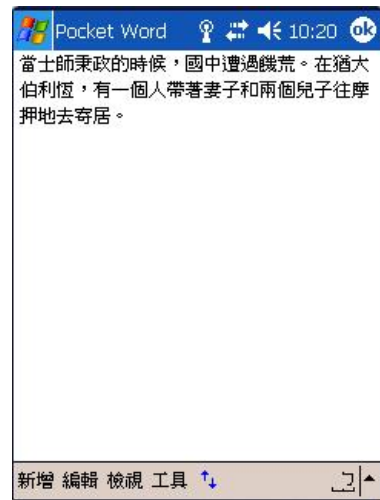 Pocket Word 10:20 ok
當士師秉政的時候，國中遭遇饑荒。在猶大
伯利恆，有一個人帶著妻子和兩個兒子往摩
押地去寄居。
新增 編輯 檢視 工具